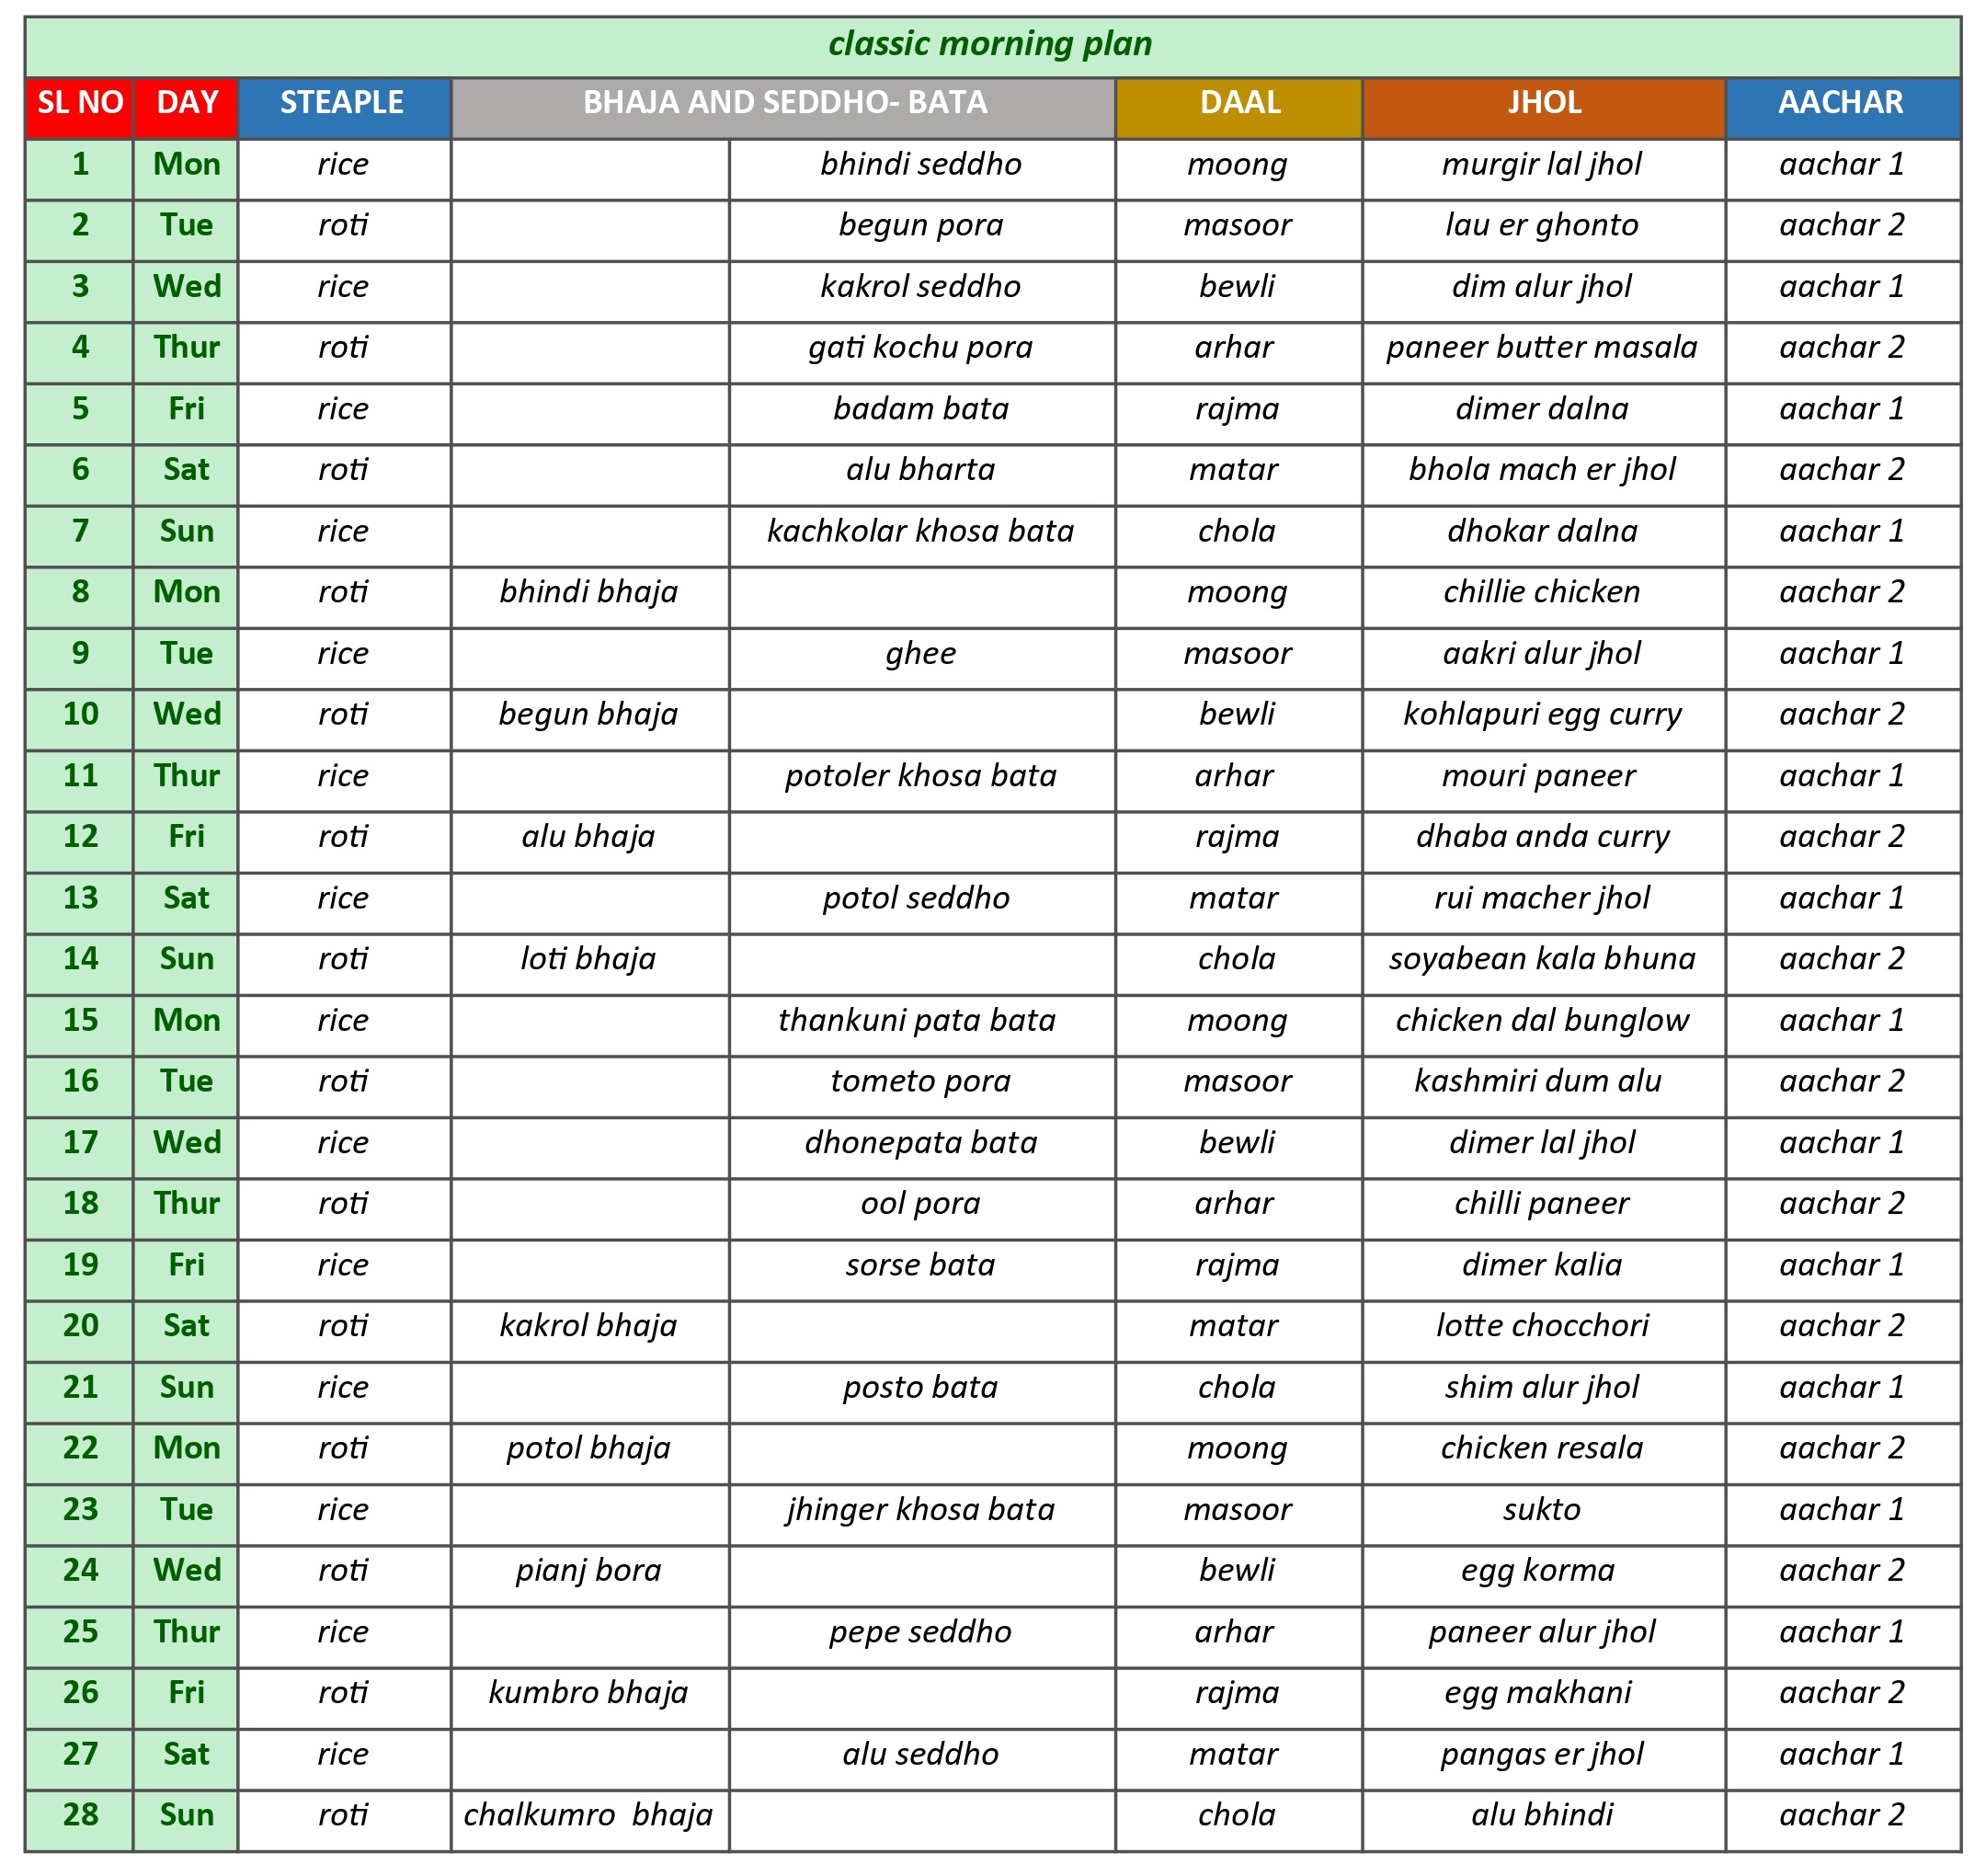 classic morning plan
SL NO DAY STEAPLE BHAJA AND SEDDHO- BATA DAAL JHOL AACHAR
1 Mon rice bhindi seddho moong murgir lal jhol aachar 1
2 Tue roti begun pora masoor lau er ghonto aachar 2
3 Wed rice kakrol seddho bewli dim alur jhol aachar 1
4 Thur roti gati kochu pora arhar paneer butter masala aachar 2
5 Fri rice badam bata rajma dimer dalna aachar 1
6 Sat roti alu bharta matar bhola mach er jhol aachar 2
7 Sun rice kachkolar khosa bata chola dhokar dalna aachar 1
8 Mon roti bhindi bhaja moong chillie chicken aachar 2
9 Tue rice ghee masoor aakri alur jhol aachar 1
10 Wed roti begun bhaja bewli kohlapuri egg curry aachar 2
11 Thur rice potoler khosa bata arhar mouri paneer aachar 1
12 Fri roti alu bhaja rajma dhaba anda curry aachar 2
13 Sat rice potol seddho matar rui macher jhol aachar 1
14 Sun roti loti bhaja chola soyabean kala bhuna aachar 2
15 Mon rice thankuni pata bata moong chicken dal bunglow aachar 1
16 Tue roti tometo pora masoor kashmiri dum alu aachar 2
17 Wed rice dhonepata bata bewli dimer lal jhol aachar 1
18 Thur roti ool pora arhar chilli paneer aachar 2
19 Fri rice sorse bata rajma dimer kalia aachar 1
20 Sat roti kakrol bhaja matar lotte chocchori aachar 2
21 Sun rice posto bata chola shim alur jhol aachar 1
22 Mon roti potol bhaja moong chicken resala aachar 2
23 Tue rice jhinger khosa bata masoor sukto aachar 1
24 Wed roti pianj bora bewli egg korma aachar 2
25 Thur rice pepe seddho arhar paneer alur jhol aachar 1
26 Fri roti kumbro bhaja rajma egg makhani aachar 2
27 Sat rice alu seddho matar pangas er jhol aachar 1
28 Sun roti chalkumro  bhaja chola alu bhindi aachar 2